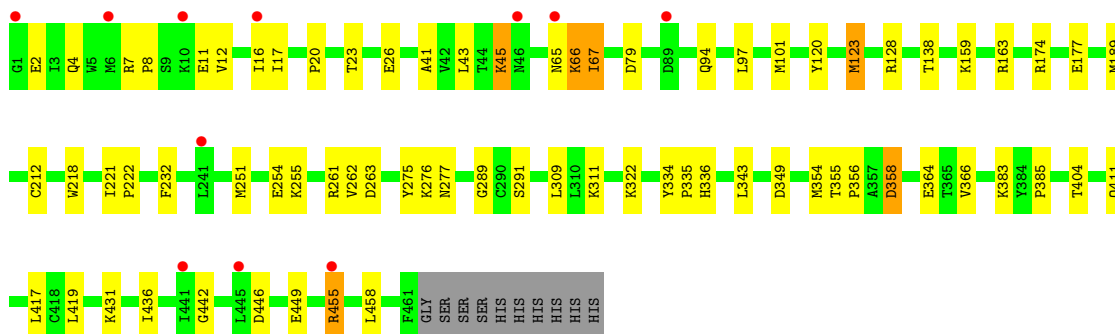 G1 E2 I3 Q4 W5 M6 R7 P8 S9 K10 E11 V12 I16 I17 P20 T23 E26 A41 V42 L43 T44 K45 N46 N65 K66 I67 D79 D89 Q94 L97 M101 Y120 M123 R128 T138 K159 R163 R174 E177 M189
C212 W218 I221 P222 F232 L241 M251 E254 K255 R261 V262 D263 Y275 K276 N277 G289 C290 S291 L309 L310 K311 K322 Y334 P335 H336 L343 D349 M354 T355 P356 A357 D358 E364 T365 V366 K383 Y384 P385 T404
L417 C418 L419 K431 I436 I441 G442 L445 D446 E449 R455 L458 F461 GLY SER SER SER HIS HIS HIS HIS HIS HIS